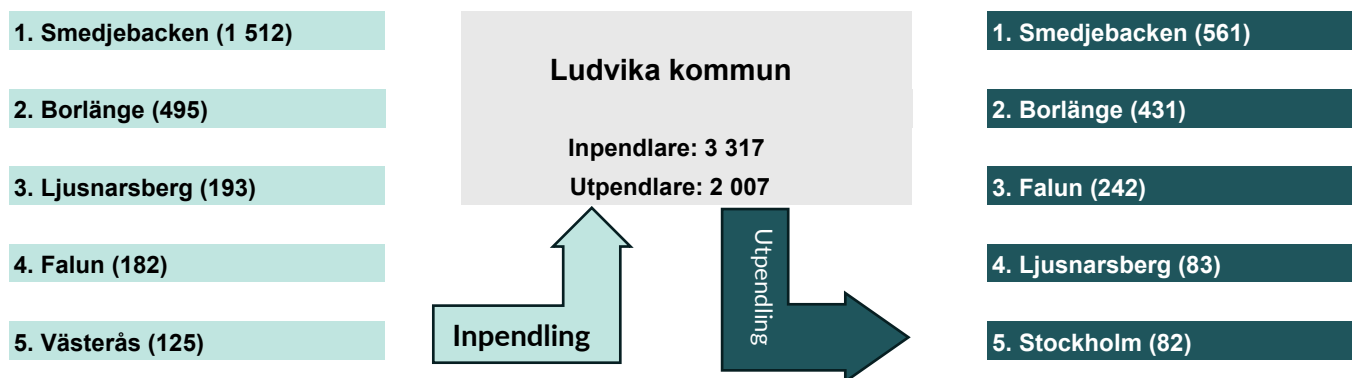 1. Smedjebacken (1 512)
2. Borlänge (495)
3. Ljusnarsberg (193)
4. Falun (182)
5. Västerås (125)
Ludvika kommun
Inpendlare: 3 317
Utpendlare: 2 007
Inpendling
Utpendling
1. Smedjebacken (561)
2. Borlänge (431)
3. Falun (242)
4. Ljusnarsberg (83)
5. Stockholm (82)